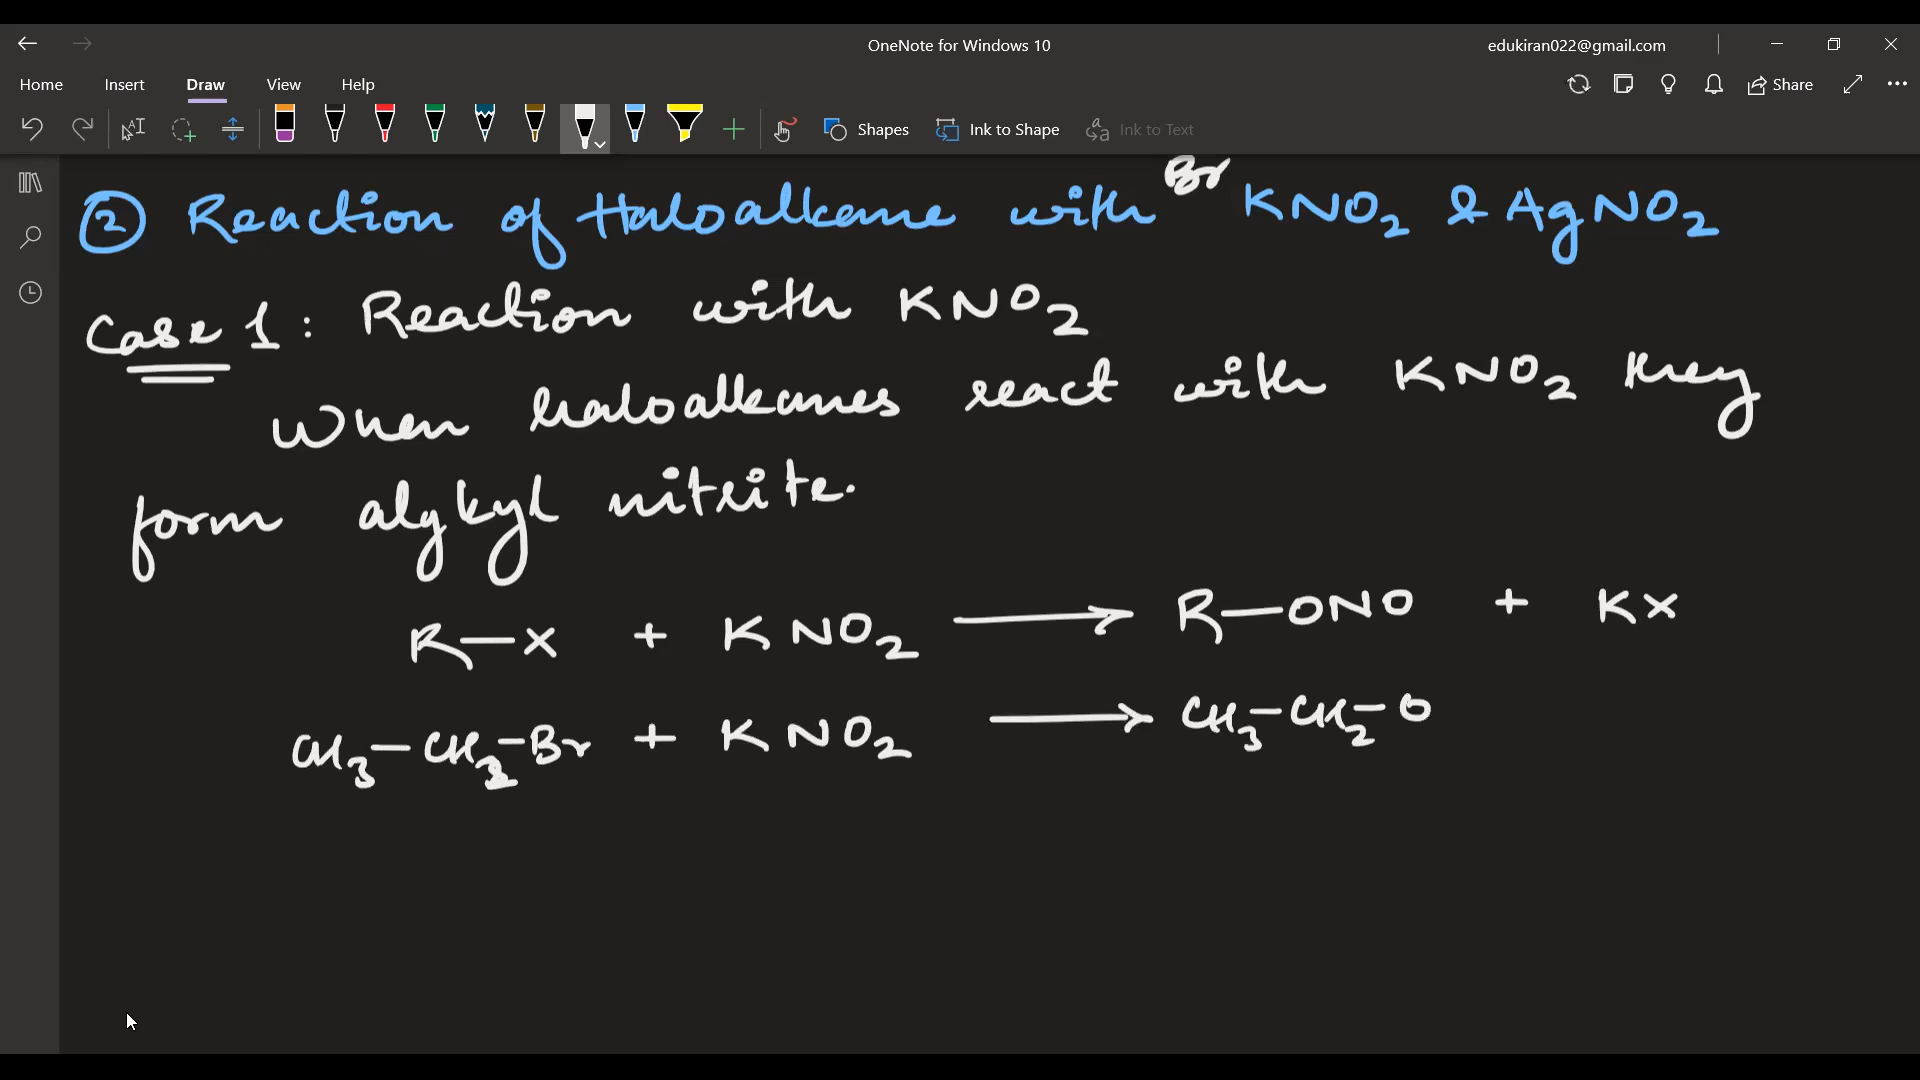 OneNote for Windows 10
edukiran022@gmail.com
Home Insert Draw View Help
Share
Shapes Ink to Shape Ink to Text
Br
② Reaction of Haloalkane with KNO₂ & AgNO₂
Case 1 : Reaction with KNO₂
When haloalkanes react with KNO₂ they
form algkyl nitrite.
R—X + KNO₂ ⟶ R—ONO + KX
CH₃—CH₂—Br + KNO₂ ⟶ CH₃—CH₂—O